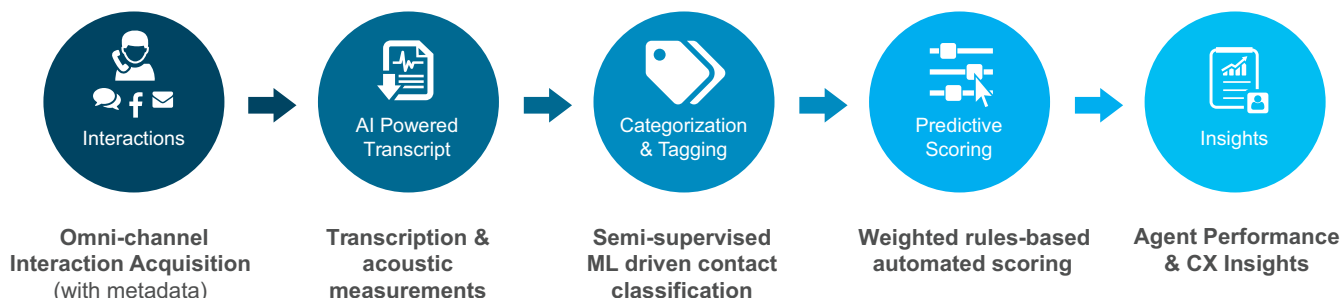 Interactions
AI Powered
Transcript
Categorization
& Tagging
Predictive
Scoring
Insights
Omni-channel
Interaction Acquisition
(with metadata)
Transcription &
acoustic
measurements
Semi-supervised
ML driven contact
classification
Weighted rules-based
automated scoring
Agent Performance
& CX Insights